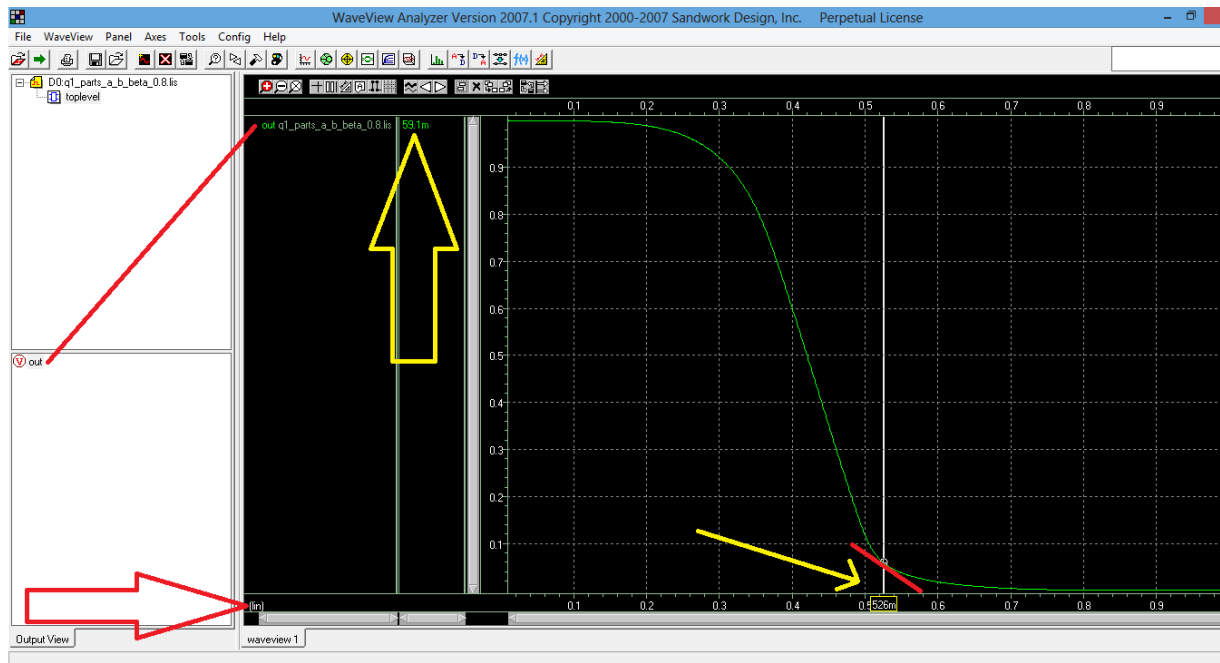 WaveView Analyzer Version 2007.1 Copyright 2000-2007 Sandwork Design, Inc. Perpetual License
File WaveView Panel Axes Tools Config Help
D0:q1_parts_a_b_beta_0.8.lis
toplevel
0.1 0.2 0.3 0.4 0.5 0.6 0.7 0.8 0.9
out q1_parts_a_b_beta_0.8.lis 59.1m
0.9
0.8
0.7
0.6
0.5
0.4
0.3
0.2
0.1
out
(lin)
0.1 0.2 0.3 0.4 0.5 526m 0.6 0.7 0.8 0.9
Output View
waveview 1